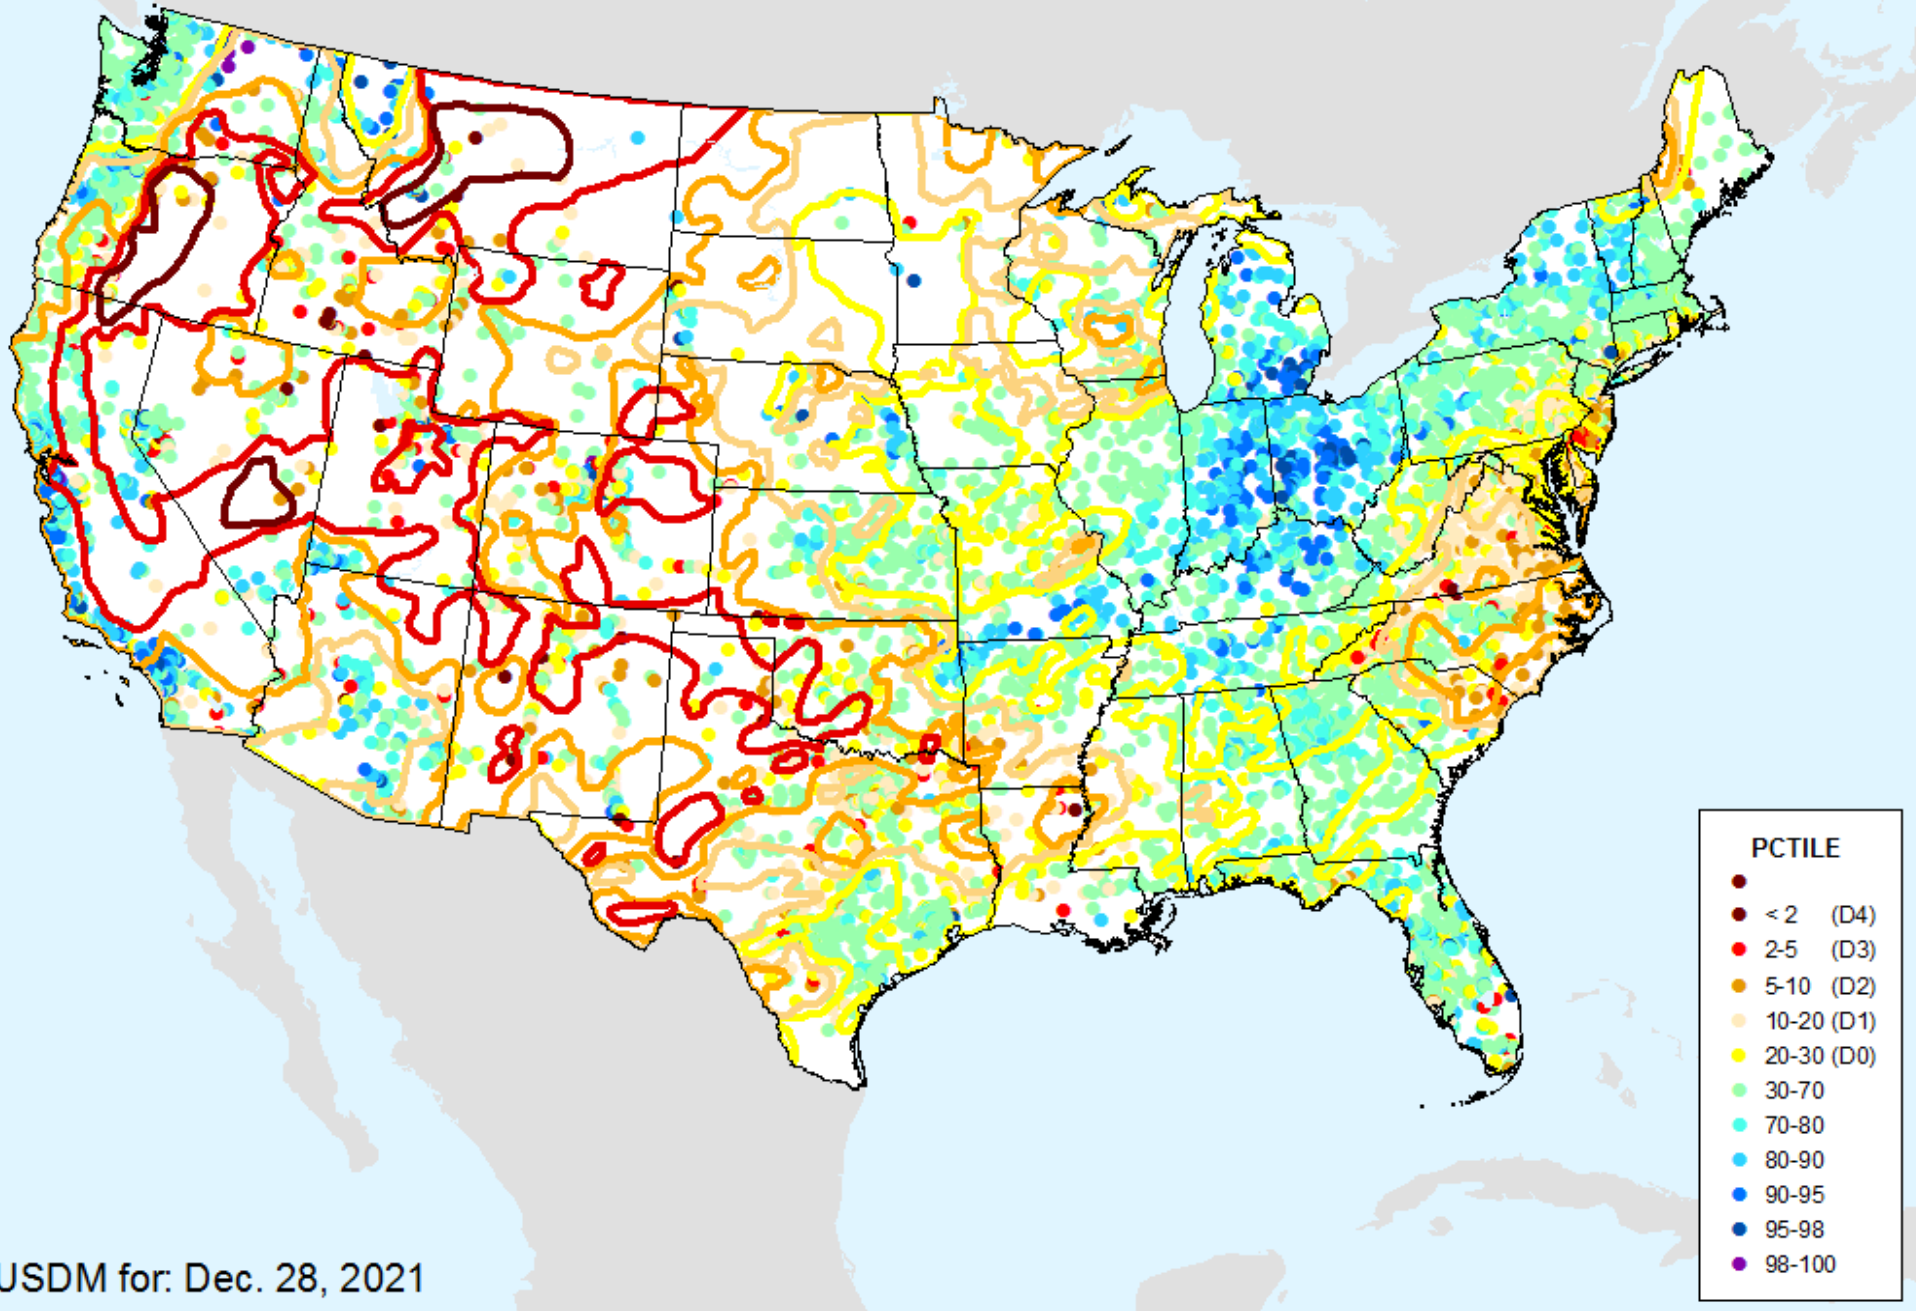 PCTILE
< 2 (D4)
2-5 (D3)
5-10 (D2)
10-20 (D1)
20-30 (D0)
30-70
70-80
80-90
90-95
95-98
98-100
USDM for: Dec. 28, 2021